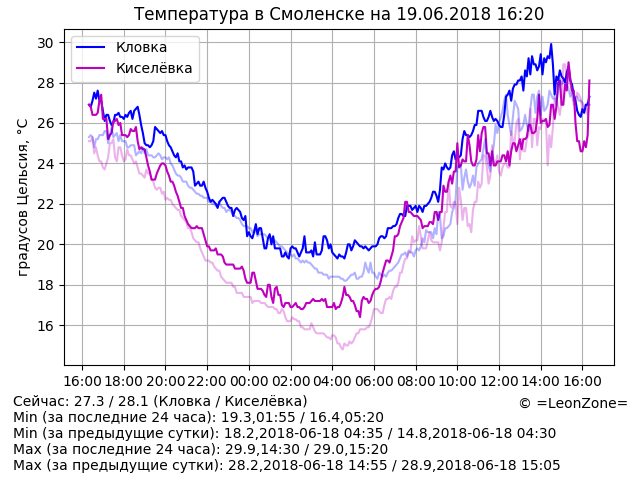 Температура в Смоленске на 19.06.2018 16:20
Кловка
Киселёвка
градусов Цельсия, °C
30
28
26
24
22
20
18
16
16:00 18:00 20:00 22:00 00:00 02:00 04:00 06:00 08:00 10:00 12:00 14:00 16:00
Сейчас: 27.3 / 28.1 (Кловка / Киселёвка)
© =LeonZone=
Min (за последние 24 часа): 19.3,01:55 / 16.4,05:20
Min (за предыдущие сутки): 18.2,2018-06-18 04:35 / 14.8,2018-06-18 04:30
Max (за последние 24 часа): 29.9,14:30 / 29.0,15:20
Max (за предыдущие сутки): 28.2,2018-06-18 14:55 / 28.9,2018-06-18 15:05